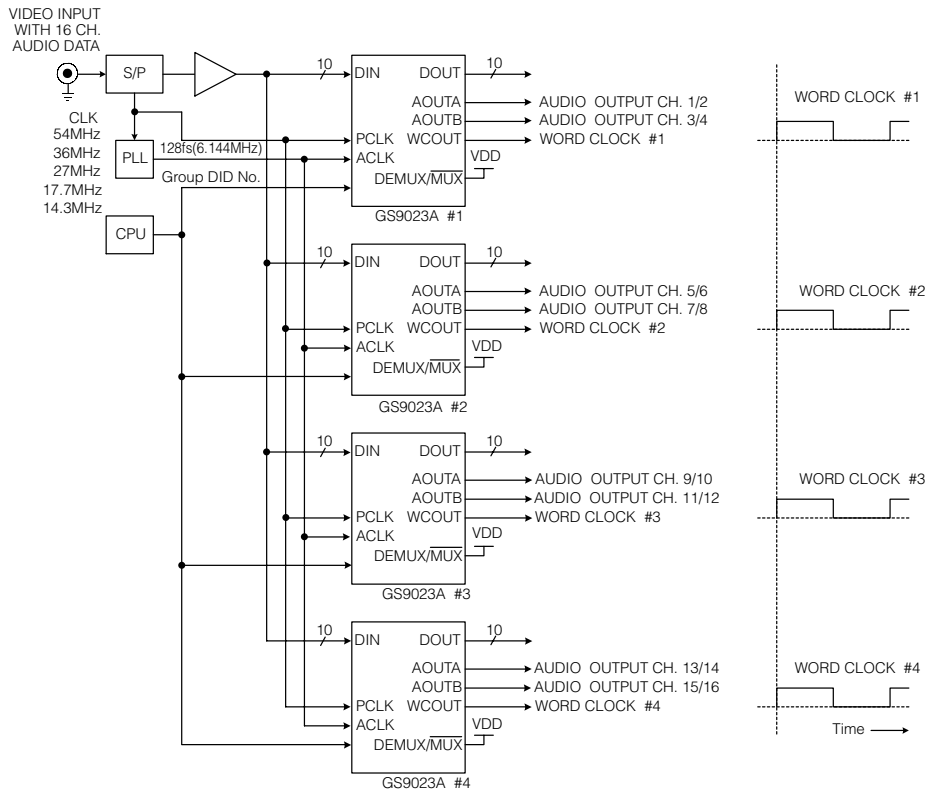 VIDEO INPUT
WITH 16 CH.
AUDIO DATA
S/P
CLK
54MHz
36MHz
27MHz
17.7MHz
14.3MHz
PLL
128fs(6.144MHz)
Group DID No.
CPU
10
DIN
DOUT
10
AOUTA
AUDIO OUTPUT CH. 1/2
AOUTB
AUDIO OUTPUT CH. 3/4
PCLK
WCOUT
WORD CLOCK #1
ACLK
VDD
DEMUX/MUX
GS9023A #1
10
DIN
DOUT
10
AOUTA
AUDIO OUTPUT CH. 5/6
AOUTB
AUDIO OUTPUT CH. 7/8
PCLK
WCOUT
WORD CLOCK #2
ACLK
VDD
DEMUX/MUX
GS9023A #2
10
DIN
DOUT
10
AOUTA
AUDIO OUTPUT CH. 9/10
AOUTB
AUDIO OUTPUT CH. 11/12
PCLK
WCOUT
WORD CLOCK #3
ACLK
VDD
DEMUX/MUX
GS9023A #3
10
DIN
DOUT
10
AOUTA
AUDIO OUTPUT CH. 13/14
AOUTB
AUDIO OUTPUT CH. 15/16
PCLK
WCOUT
WORD CLOCK #4
ACLK
VDD
DEMUX/MUX
GS9023A #4
WORD CLOCK #1
WORD CLOCK #2
WORD CLOCK #3
WORD CLOCK #4
Time